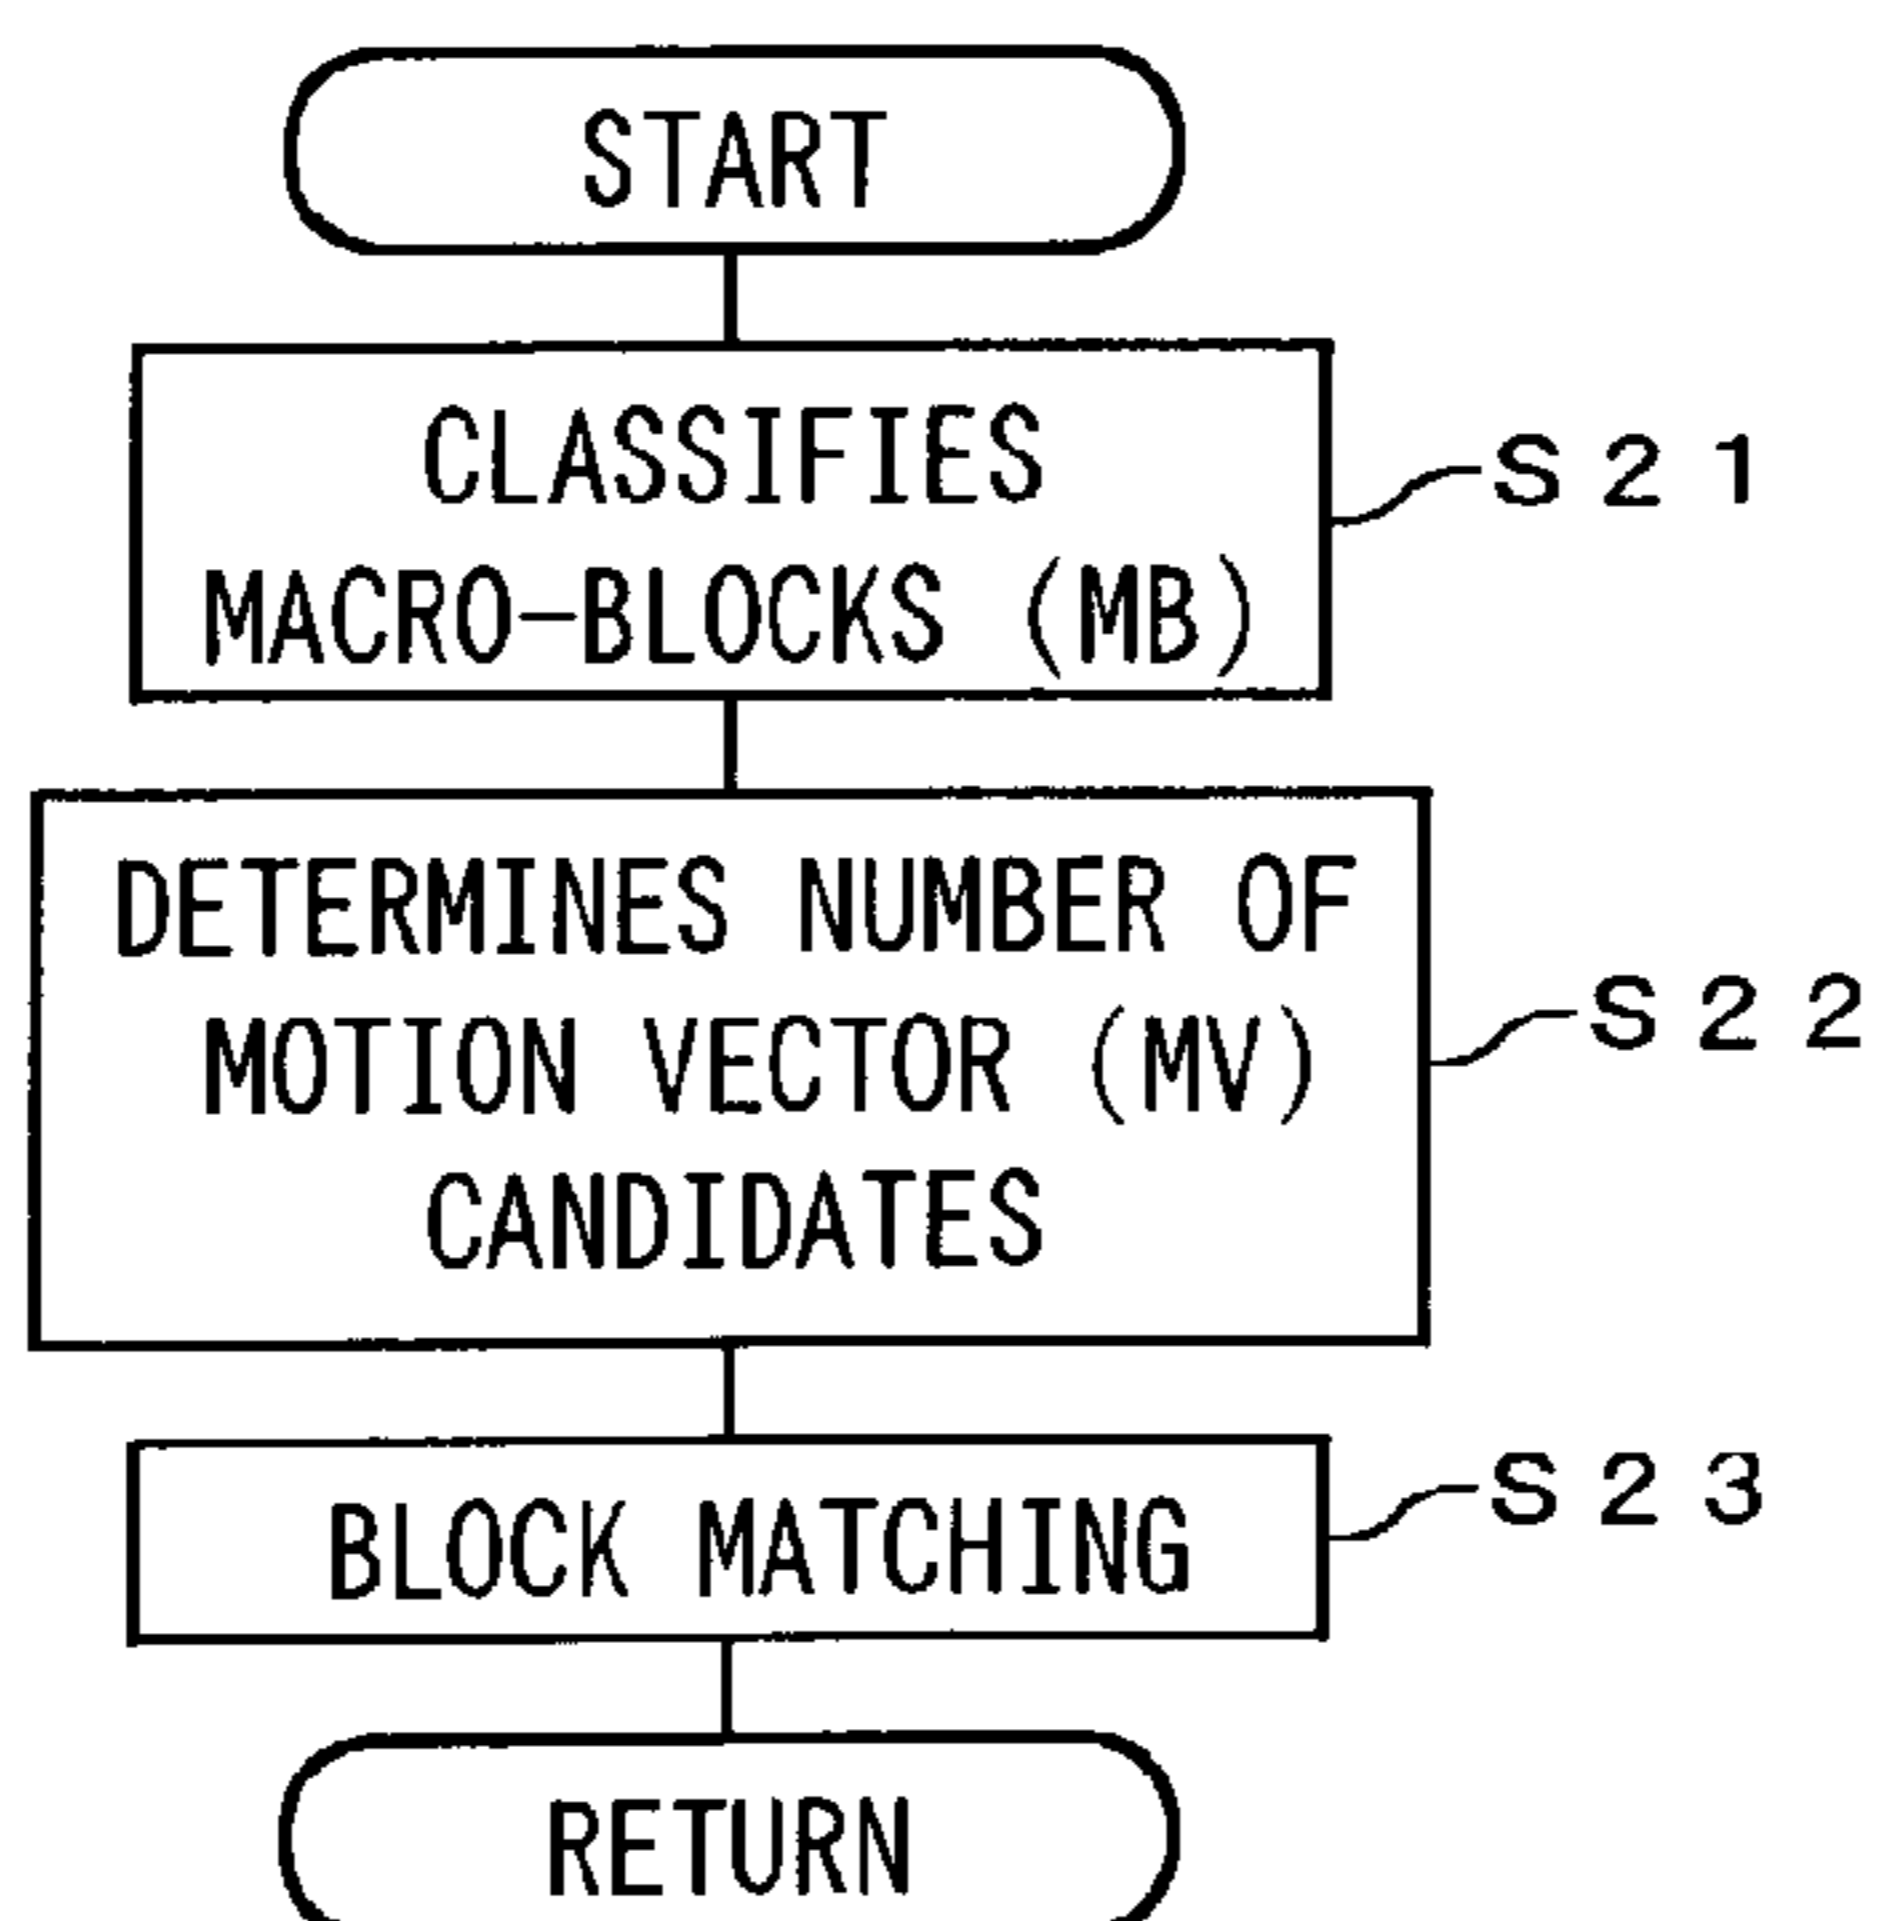 START
CLASSIFIES
MACRO-BLOCKS (MB)
S21
DETERMINES NUMBER OF
MOTION VECTOR (MV)
CANDIDATES
S22
BLOCK MATCHING
S23
RETURN